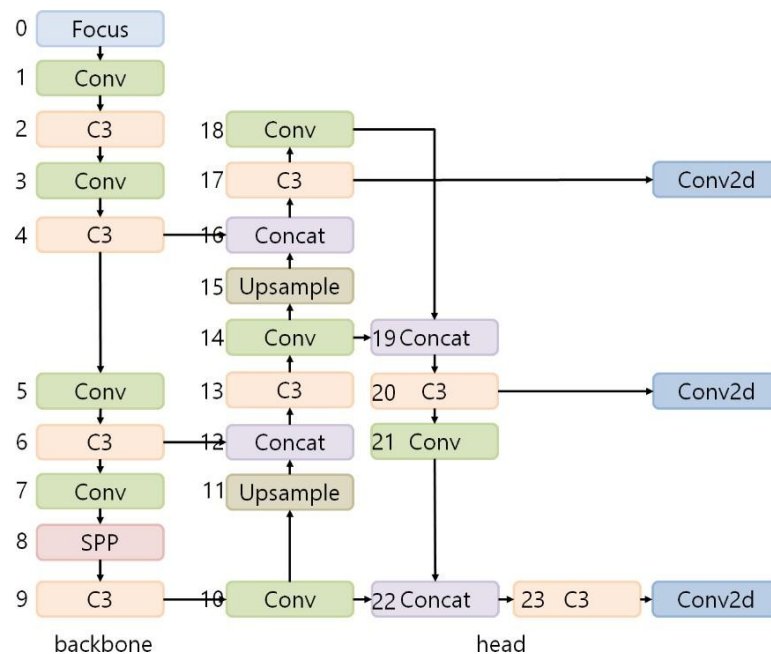 0 Focus
1 Conv
2 C3
3 Conv
4 C3
5 Conv
6 C3
7 Conv
8 SPP
9 C3
backbone
18 Conv
17 C3
16 Concat
15 Upsample
14 Conv
13 C3
12 Concat
11 Upsample
10 Conv
19 Concat
20 C3
21 Conv
22 Concat
23 C3
head
Conv2d
Conv2d
Conv2d